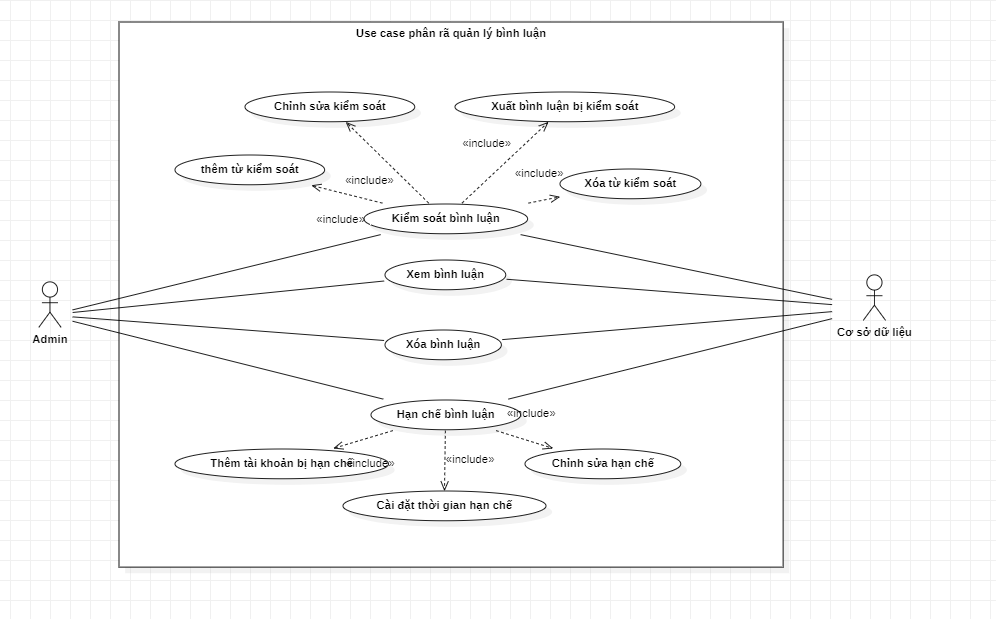 Use case phân rã quản lý bình luận
Chỉnh sửa kiểm soát
Xuất bình luận bị kiểm soát
«include»
thêm từ kiểm soát
«include»
«include»
Xóa từ kiểm soát
«include»
Kiểm soát bình luận
Xem bình luận
Admin
Cơ sở dữ liệu
Xóa bình luận
Hạn chế bình luận
«include»
Thêm tài khoản bị hạn chế
«include»
«include»
Chỉnh sửa hạn chế
Cài đặt thời gian hạn chế